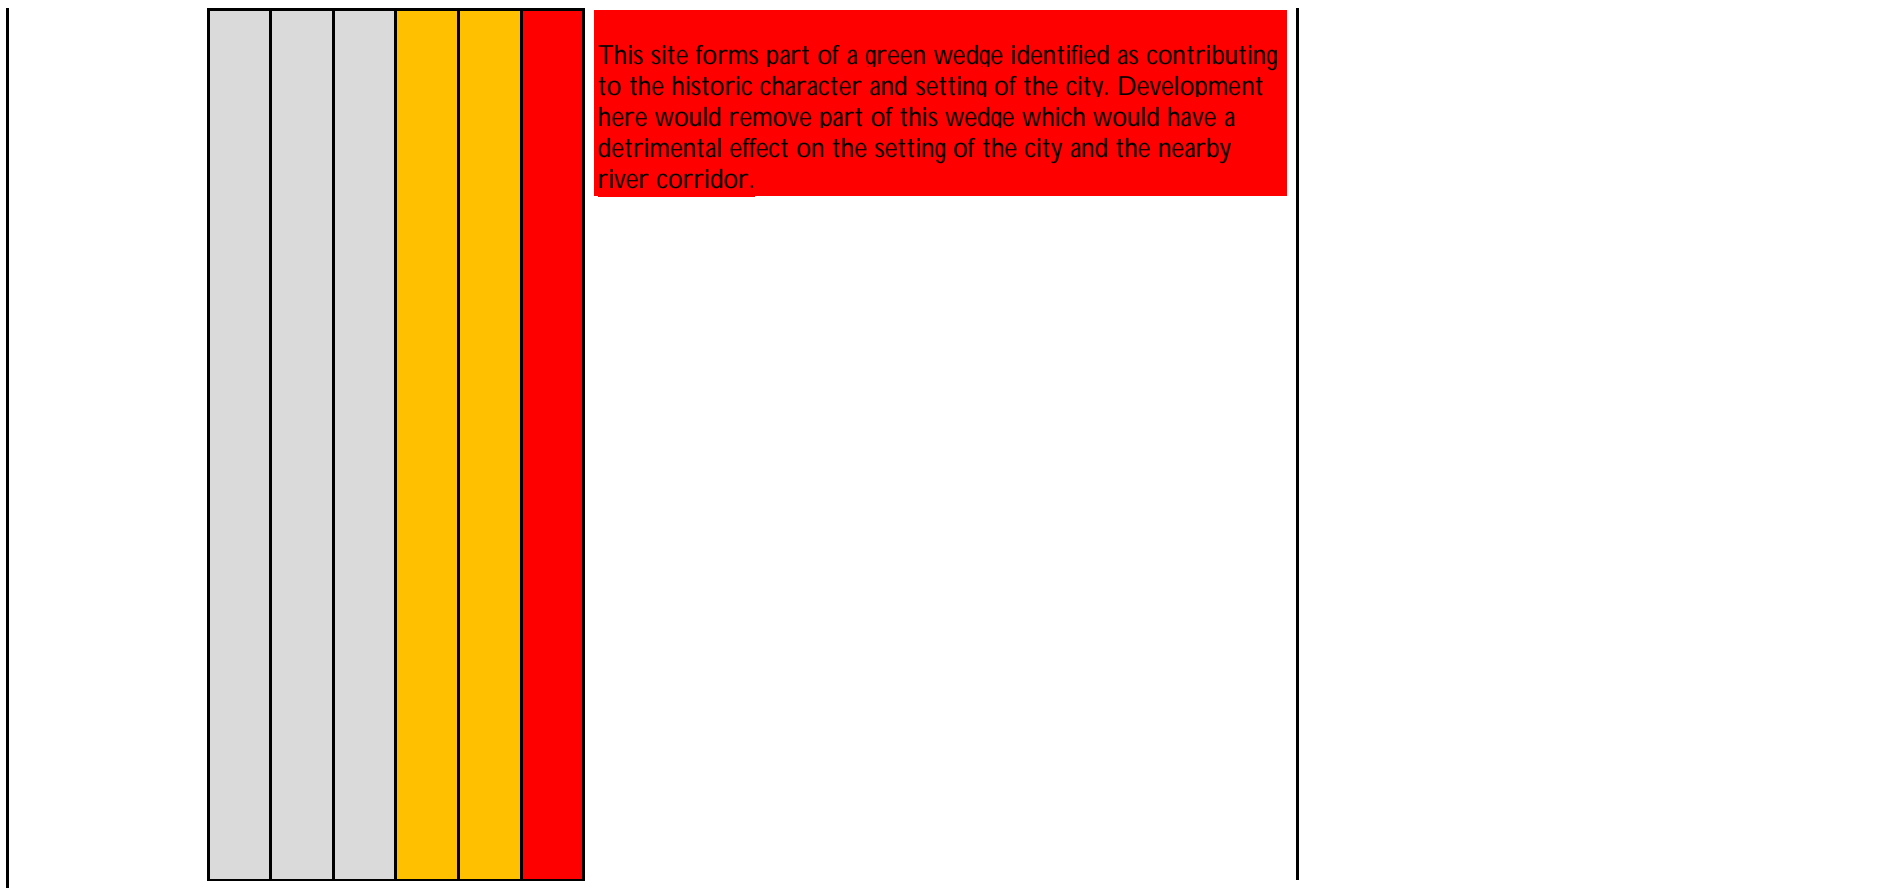 This site forms part of a green wedge identified as contributing
to the historic character and setting of the city. Development
here would remove part of this wedge which would have a
detrimental effect on the setting of the city and the nearby
river corridor.